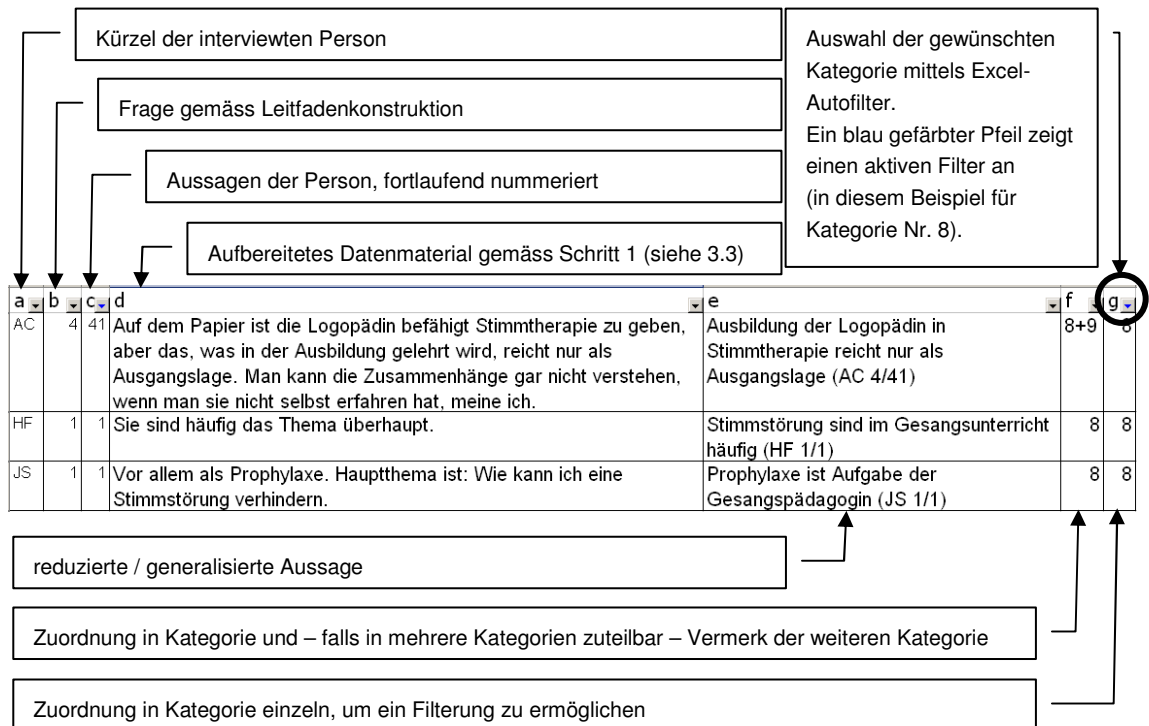 Kürzel der interviewten Person
Frage gemäss Leitfadenkonstruktion
Aussagen der Person, fortlaufend nummeriert
Aufbereitetes Datenmaterial gemäss Schritt 1 (siehe 3.3)
Auswahl der gewünschten
Kategorie mittels Excel-
Autofilter.
Ein blau gefärbter Pfeil zeigt
einen aktiven Filter an
(in diesem Beispiel für
Kategorie Nr. 8).
a b c d e f g
AC 4 41 Auf dem Papier ist die Logopädin befähigt Stimmtherapie zu geben, Ausbildung der Logopädin in 8+9 8
aber das, was in der Ausbildung gelehrt wird, reicht nur als Stimmtherapie reicht nur als
Ausgangslage. Man kann die Zusammenhänge gar nicht verstehen, Ausgangslage (AC 4/41)
wenn man sie nicht selbst erfahren hat, meine ich.
HF 1 1 Sie sind häufig das Thema überhaupt. Stimmstörung sind im Gesangsunterricht 8 8
häufig (HF 1/1)
JS 1 1 Vor allem als Prophylaxe. Hauptthema ist: Wie kann ich eine Prophylaxe ist Aufgabe der 8 8
Stimmstörung verhindern. Gesangspädagogin (JS 1/1)
reduzierte / generalisierte Aussage
Zuordnung in Kategorie und – falls in mehrere Kategorien zuteilbar – Vermerk der weiteren Kategorie
Zuordnung in Kategorie einzeln, um ein Filterung zu ermöglichen